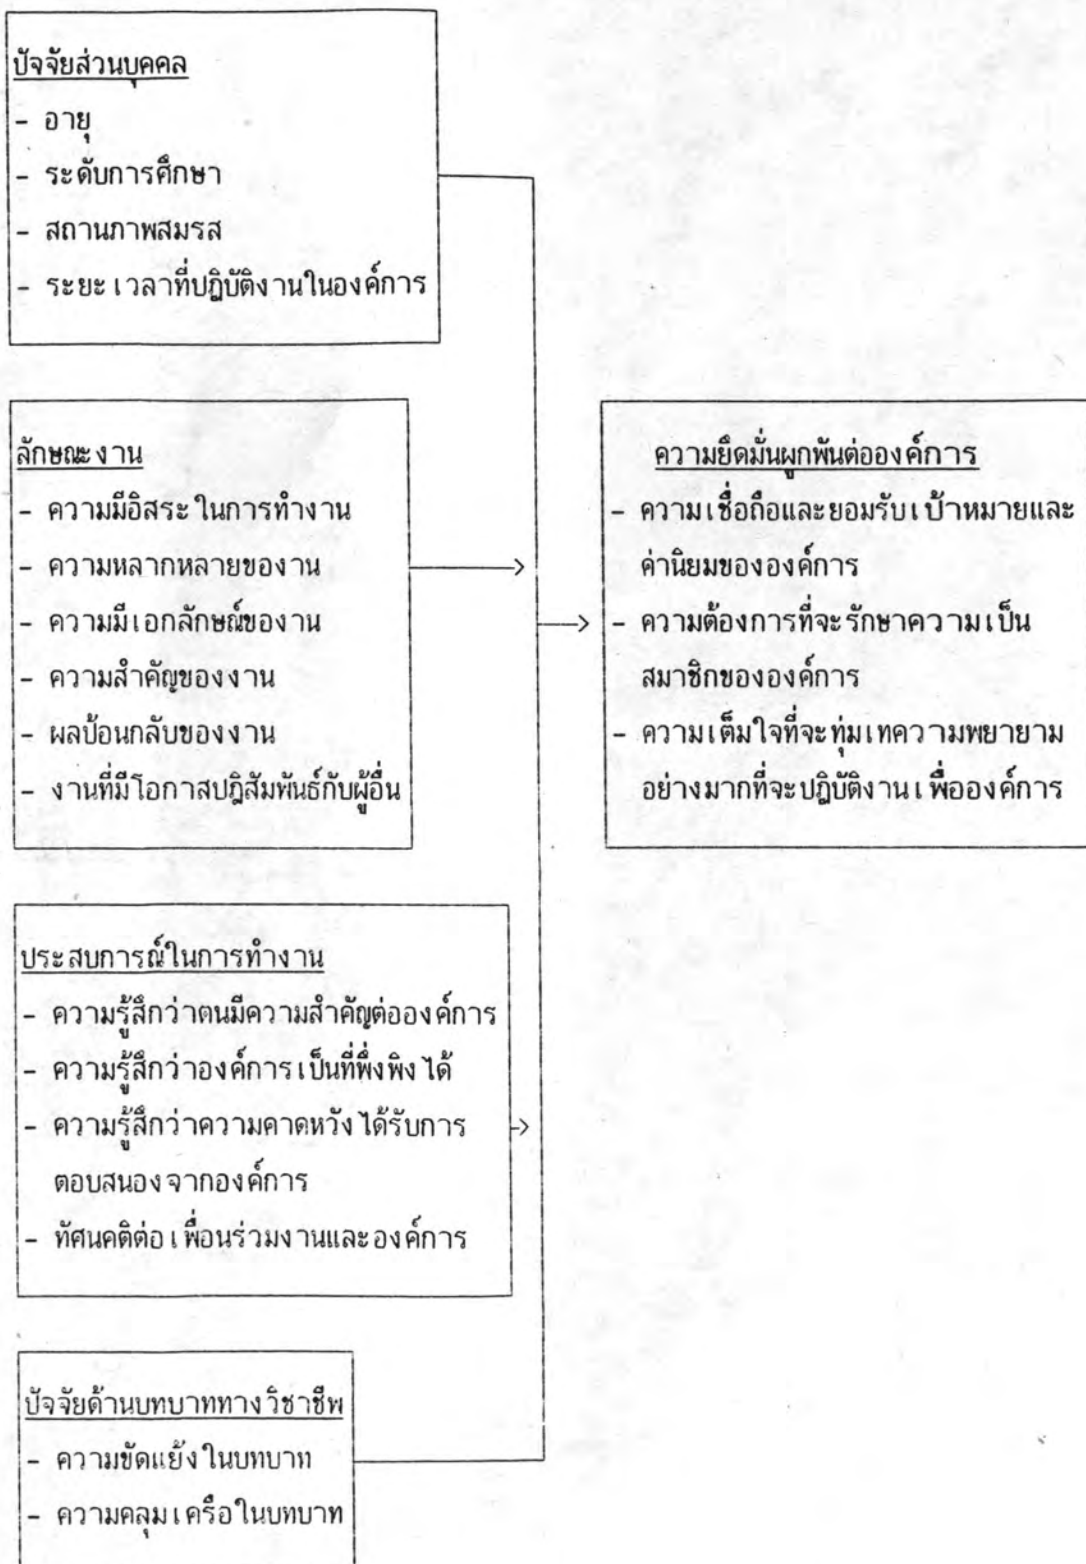 ปัจจัยส่วนบุคคล
- อายุ
- ระดับการศึกษา
- สถานภาพสมรส
- ระยะเวลาที่ปฏิบัติงานในองค์การ
ลักษณะงาน
- ความมีอิสระในการทำงาน
- ความหลากหลายของงาน
- ความมีเอกลักษณ์ของงาน
- ความสำคัญของงาน
- ผลป้อนกลับของงาน
- งานที่มีโอกาสปฏิสัมพันธ์กับผู้อื่น
ประสบการณ์ในการทำงาน
- ความรู้สึกว่าตนมีความสำคัญต่อองค์การ
- ความรู้สึกว่าองค์การเป็นที่พึ่งพิงได้
- ความรู้สึกว่าความคาดหวังได้รับการ
ตอบสนองจากองค์การ
- ทัศนคติต่อเพื่อนร่วมงานและองค์การ
ปัจจัยด้านบทบาททางวิชาชีพ
- ความขัดแย้งในบทบาท
- ความคลุมเครือในบทบาท
ความยึดมั่นผูกพันต่อองค์การ
- ความเชื่อถือและยอมรับเป้าหมายและ
ค่านิยมขององค์การ
- ความต้องการที่จะรักษาความเป็น
สมาชิกขององค์การ
- ความเต็มใจที่จะทุ่มเทความพยายาม
อย่างมากที่จะปฏิบัติงานเพื่อองค์การ